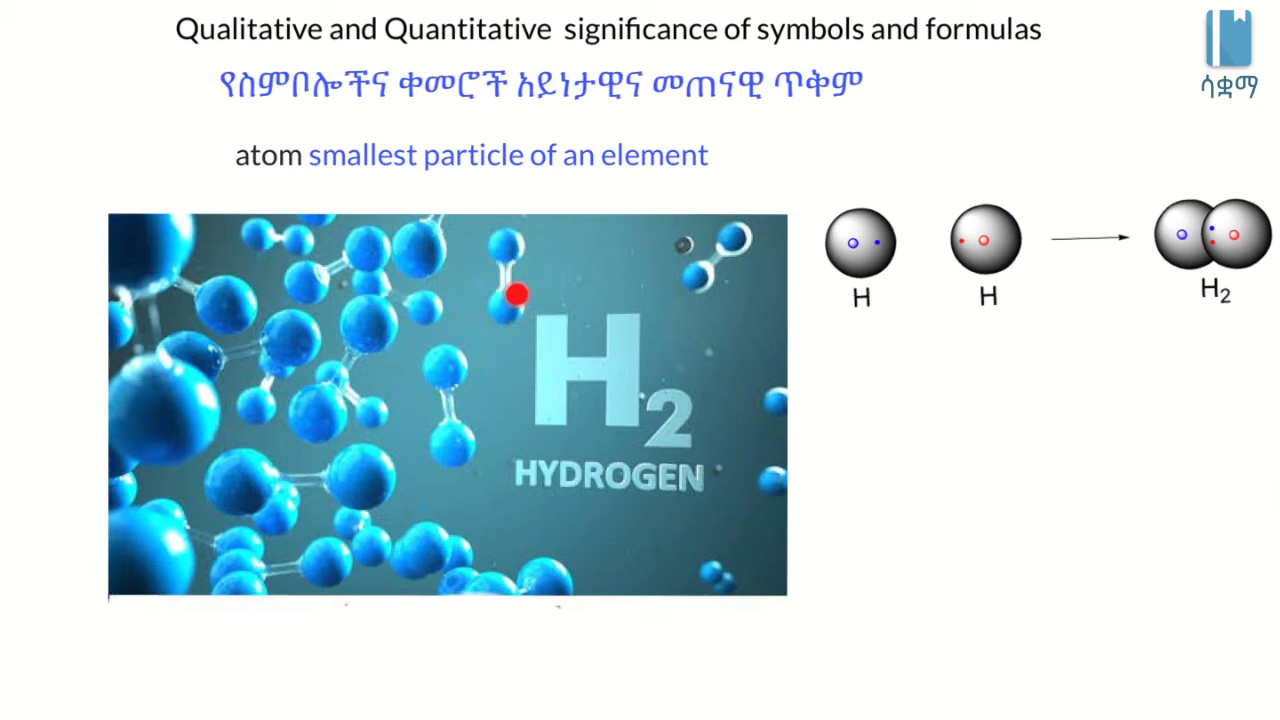 Qualitative and Quantitative significance of symbols and formulas
የስምቦሎችና ቀመሮች አይነታዊና መጠናዊ ጥቅም
ሳቋማ
atom smallest particle of an element
H
H
H₂
H₂
HYDROGEN